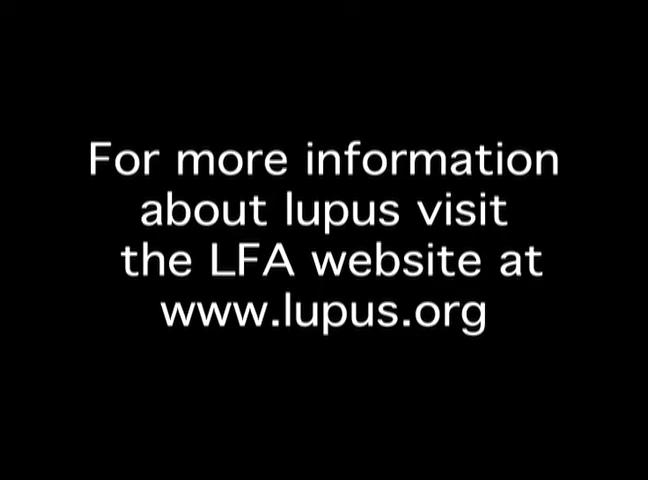 For more information
about lupus visit
the LFA website at
www.lupus.org